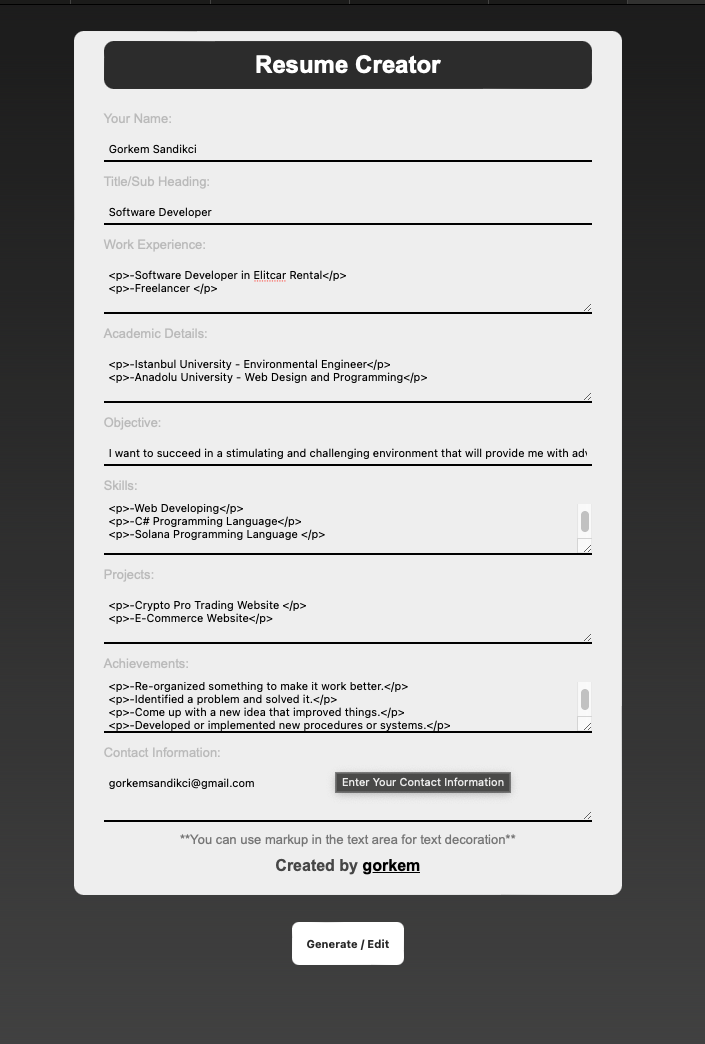 Resume Creator
Your Name:
Gorkem Sandikci
Title/Sub Heading:
Software Developer
Work Experience:
<p>-Software Developer in Elitcar Rental</p>
<p>-Freelancer </p>
Academic Details:
<p>-Istanbul University - Environmental Engineer</p>
<p>-Anadolu University - Web Design and Programming</p>
Objective:
I want to succeed in a stimulating and challenging environment that will provide me with adv
Skills:
<p>-Web Developing</p>
<p>-C# Programming Language</p>
<p>-Solana Programming Language </p>
Projects:
<p>-Crypto Pro Trading Website </p>
<p>-E-Commerce Website</p>
Achievements:
<p>-Re-organized something to make it work better.</p>
<p>-Identified a problem and solved it.</p>
<p>-Come up with a new idea that improved things.</p>
<p>-Developed or implemented new procedures or systems.</p>
Contact Information:
gorkemsandikci@gmail.com
Enter Your Contact Information
**You can use markup in the text area for text decoration**
Created by gorkem
Generate / Edit